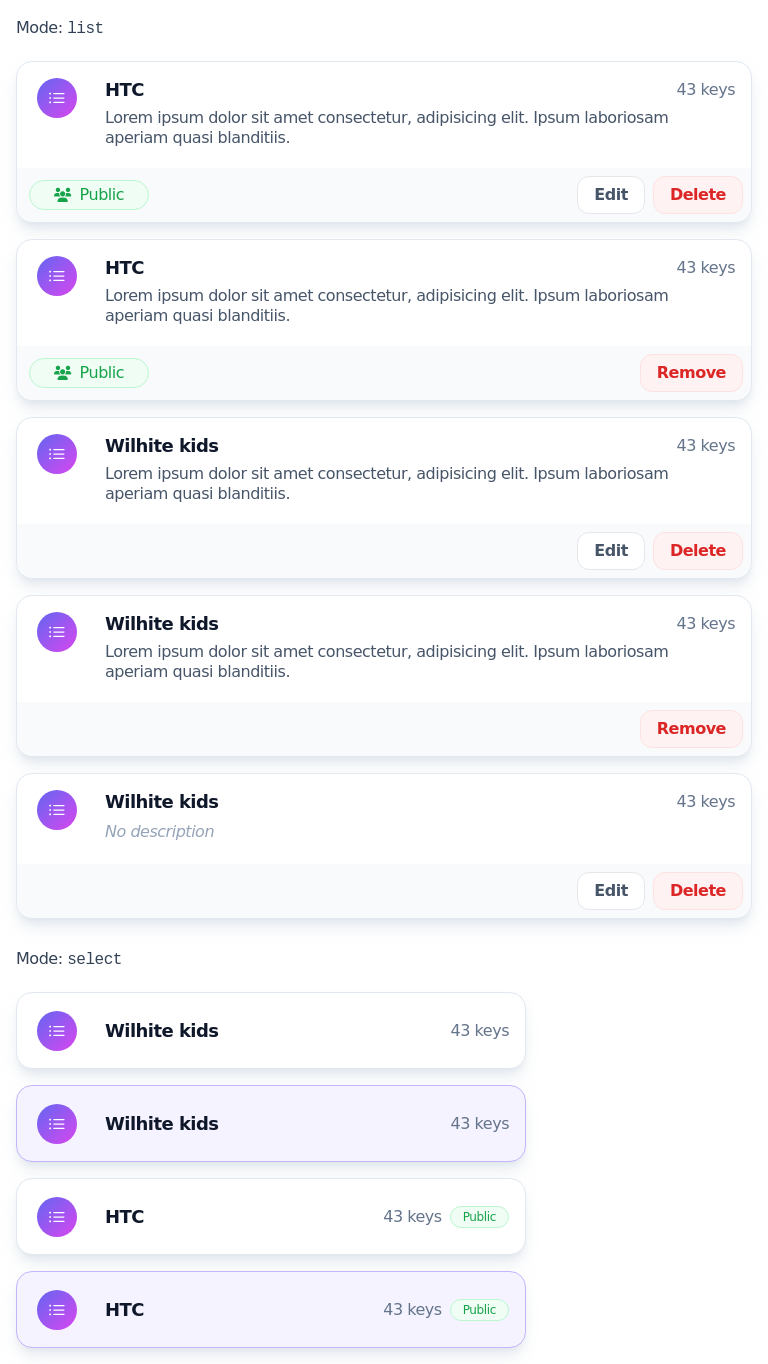 Mode: list
HTC 43 keys
Lorem ipsum dolor sit amet consectetur, adipisicing elit. Ipsum laboriosam
aperiam quasi blanditiis.
Public Edit Delete
HTC 43 keys
Lorem ipsum dolor sit amet consectetur, adipisicing elit. Ipsum laboriosam
aperiam quasi blanditiis.
Public Remove
Wilhite kids 43 keys
Lorem ipsum dolor sit amet consectetur, adipisicing elit. Ipsum laboriosam
aperiam quasi blanditiis.
Edit Delete
Wilhite kids 43 keys
Lorem ipsum dolor sit amet consectetur, adipisicing elit. Ipsum laboriosam
aperiam quasi blanditiis.
Remove
Wilhite kids 43 keys
No description
Edit Delete
Mode: select
Wilhite kids 43 keys
Wilhite kids 43 keys
HTC 43 keys Public
HTC 43 keys Public